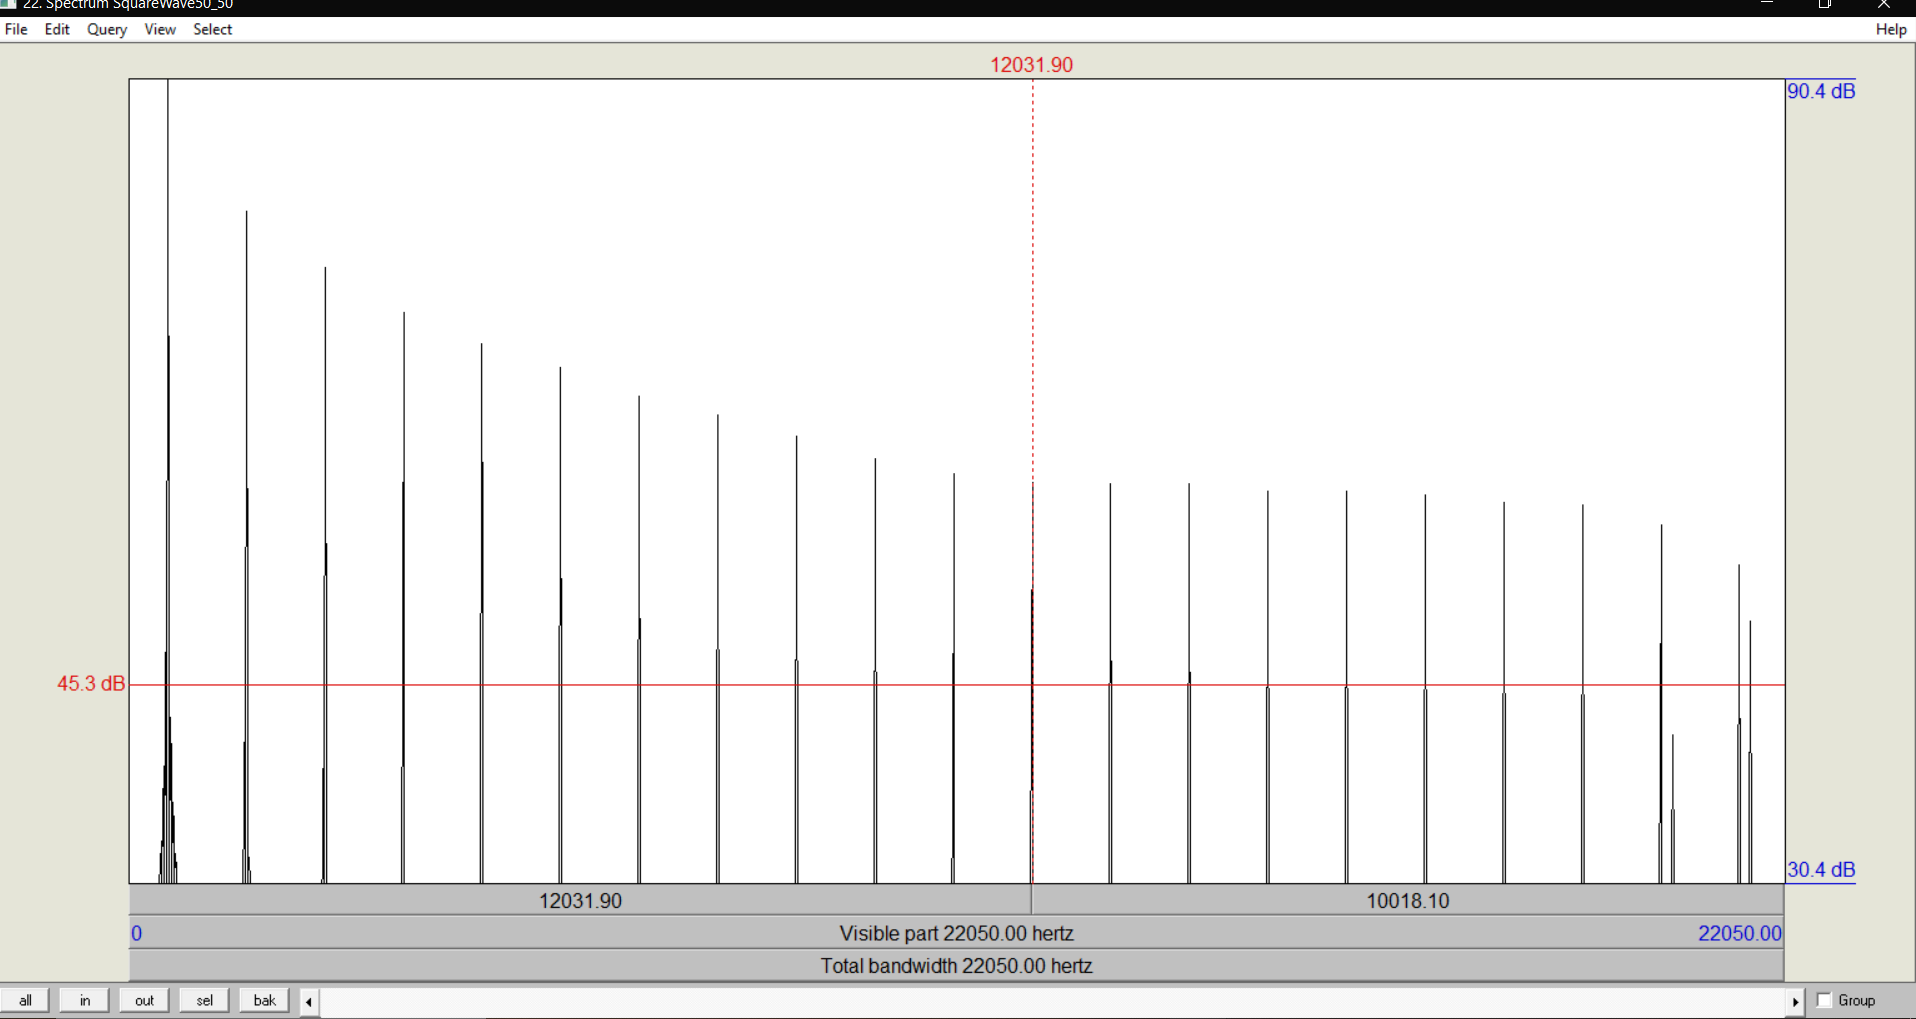 22. Spectrum SquareWave50_50
File Edit Query View Select Help
12031.90
90.4 dB
45.3 dB
30.4 dB
12031.90 10018.10
0 Visible part 22050.00 hertz 22050.00
Total bandwidth 22050.00 hertz
all in out sel bak Group